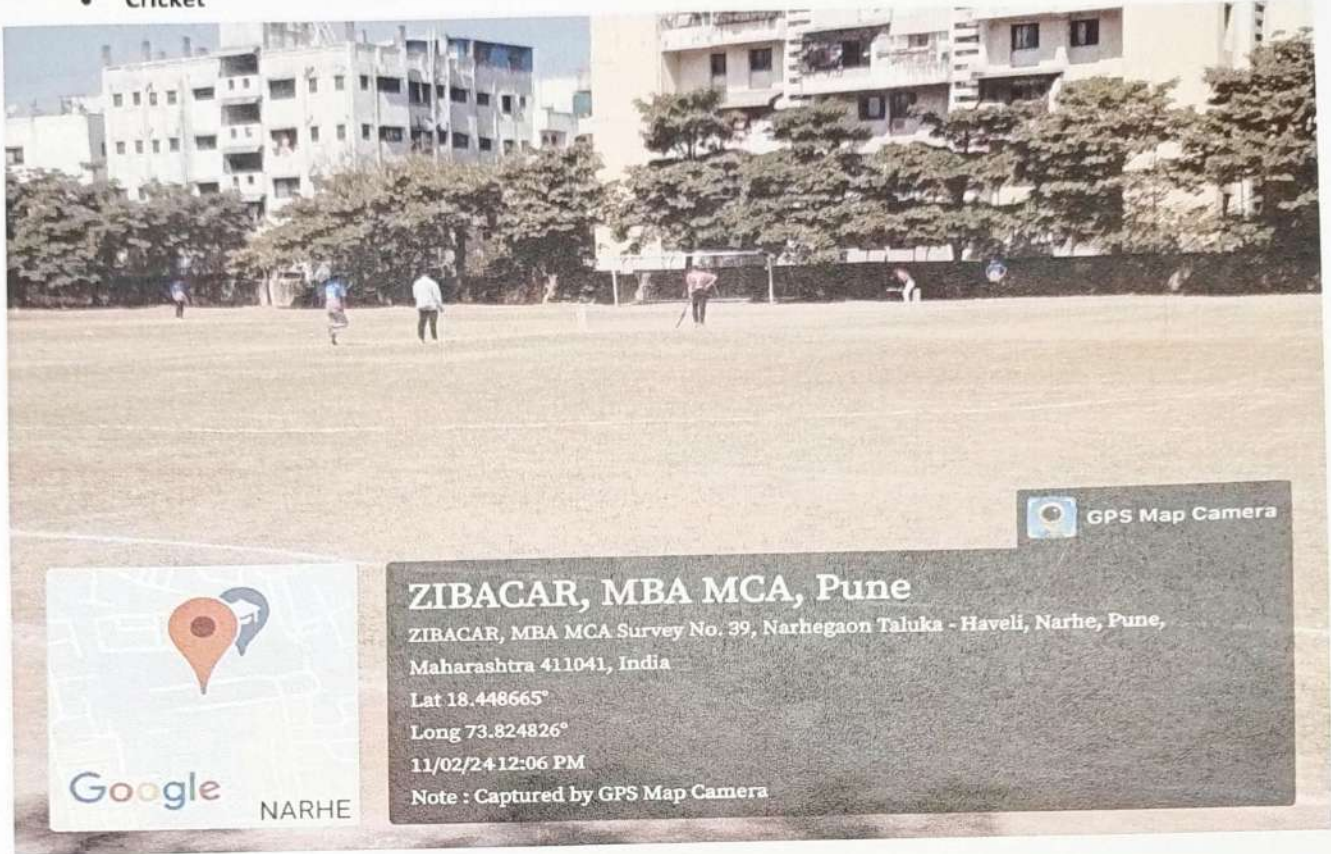 • Cricket
GPS Map Camera
ZIBACAR, MBA MCA, Pune
ZIBACAR, MBA MCA Survey No. 39, Narhegaon Taluka - Haveli, Narhe, Pune,
Maharashtra 411041, India
Lat 18.448665°
Long 73.824826°
11/02/24 12:06 PM
Note : Captured by GPS Map Camera
Google
NARHE